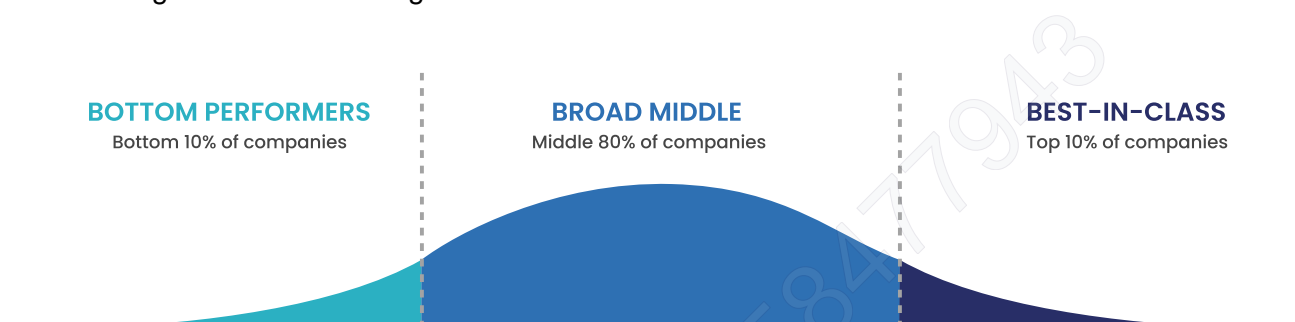 BOTTOM PERFORMERS
Bottom 10% of companies
BROAD MIDDLE
Middle 80% of companies
BEST-IN-CLASS
Top 10% of companies
8477943